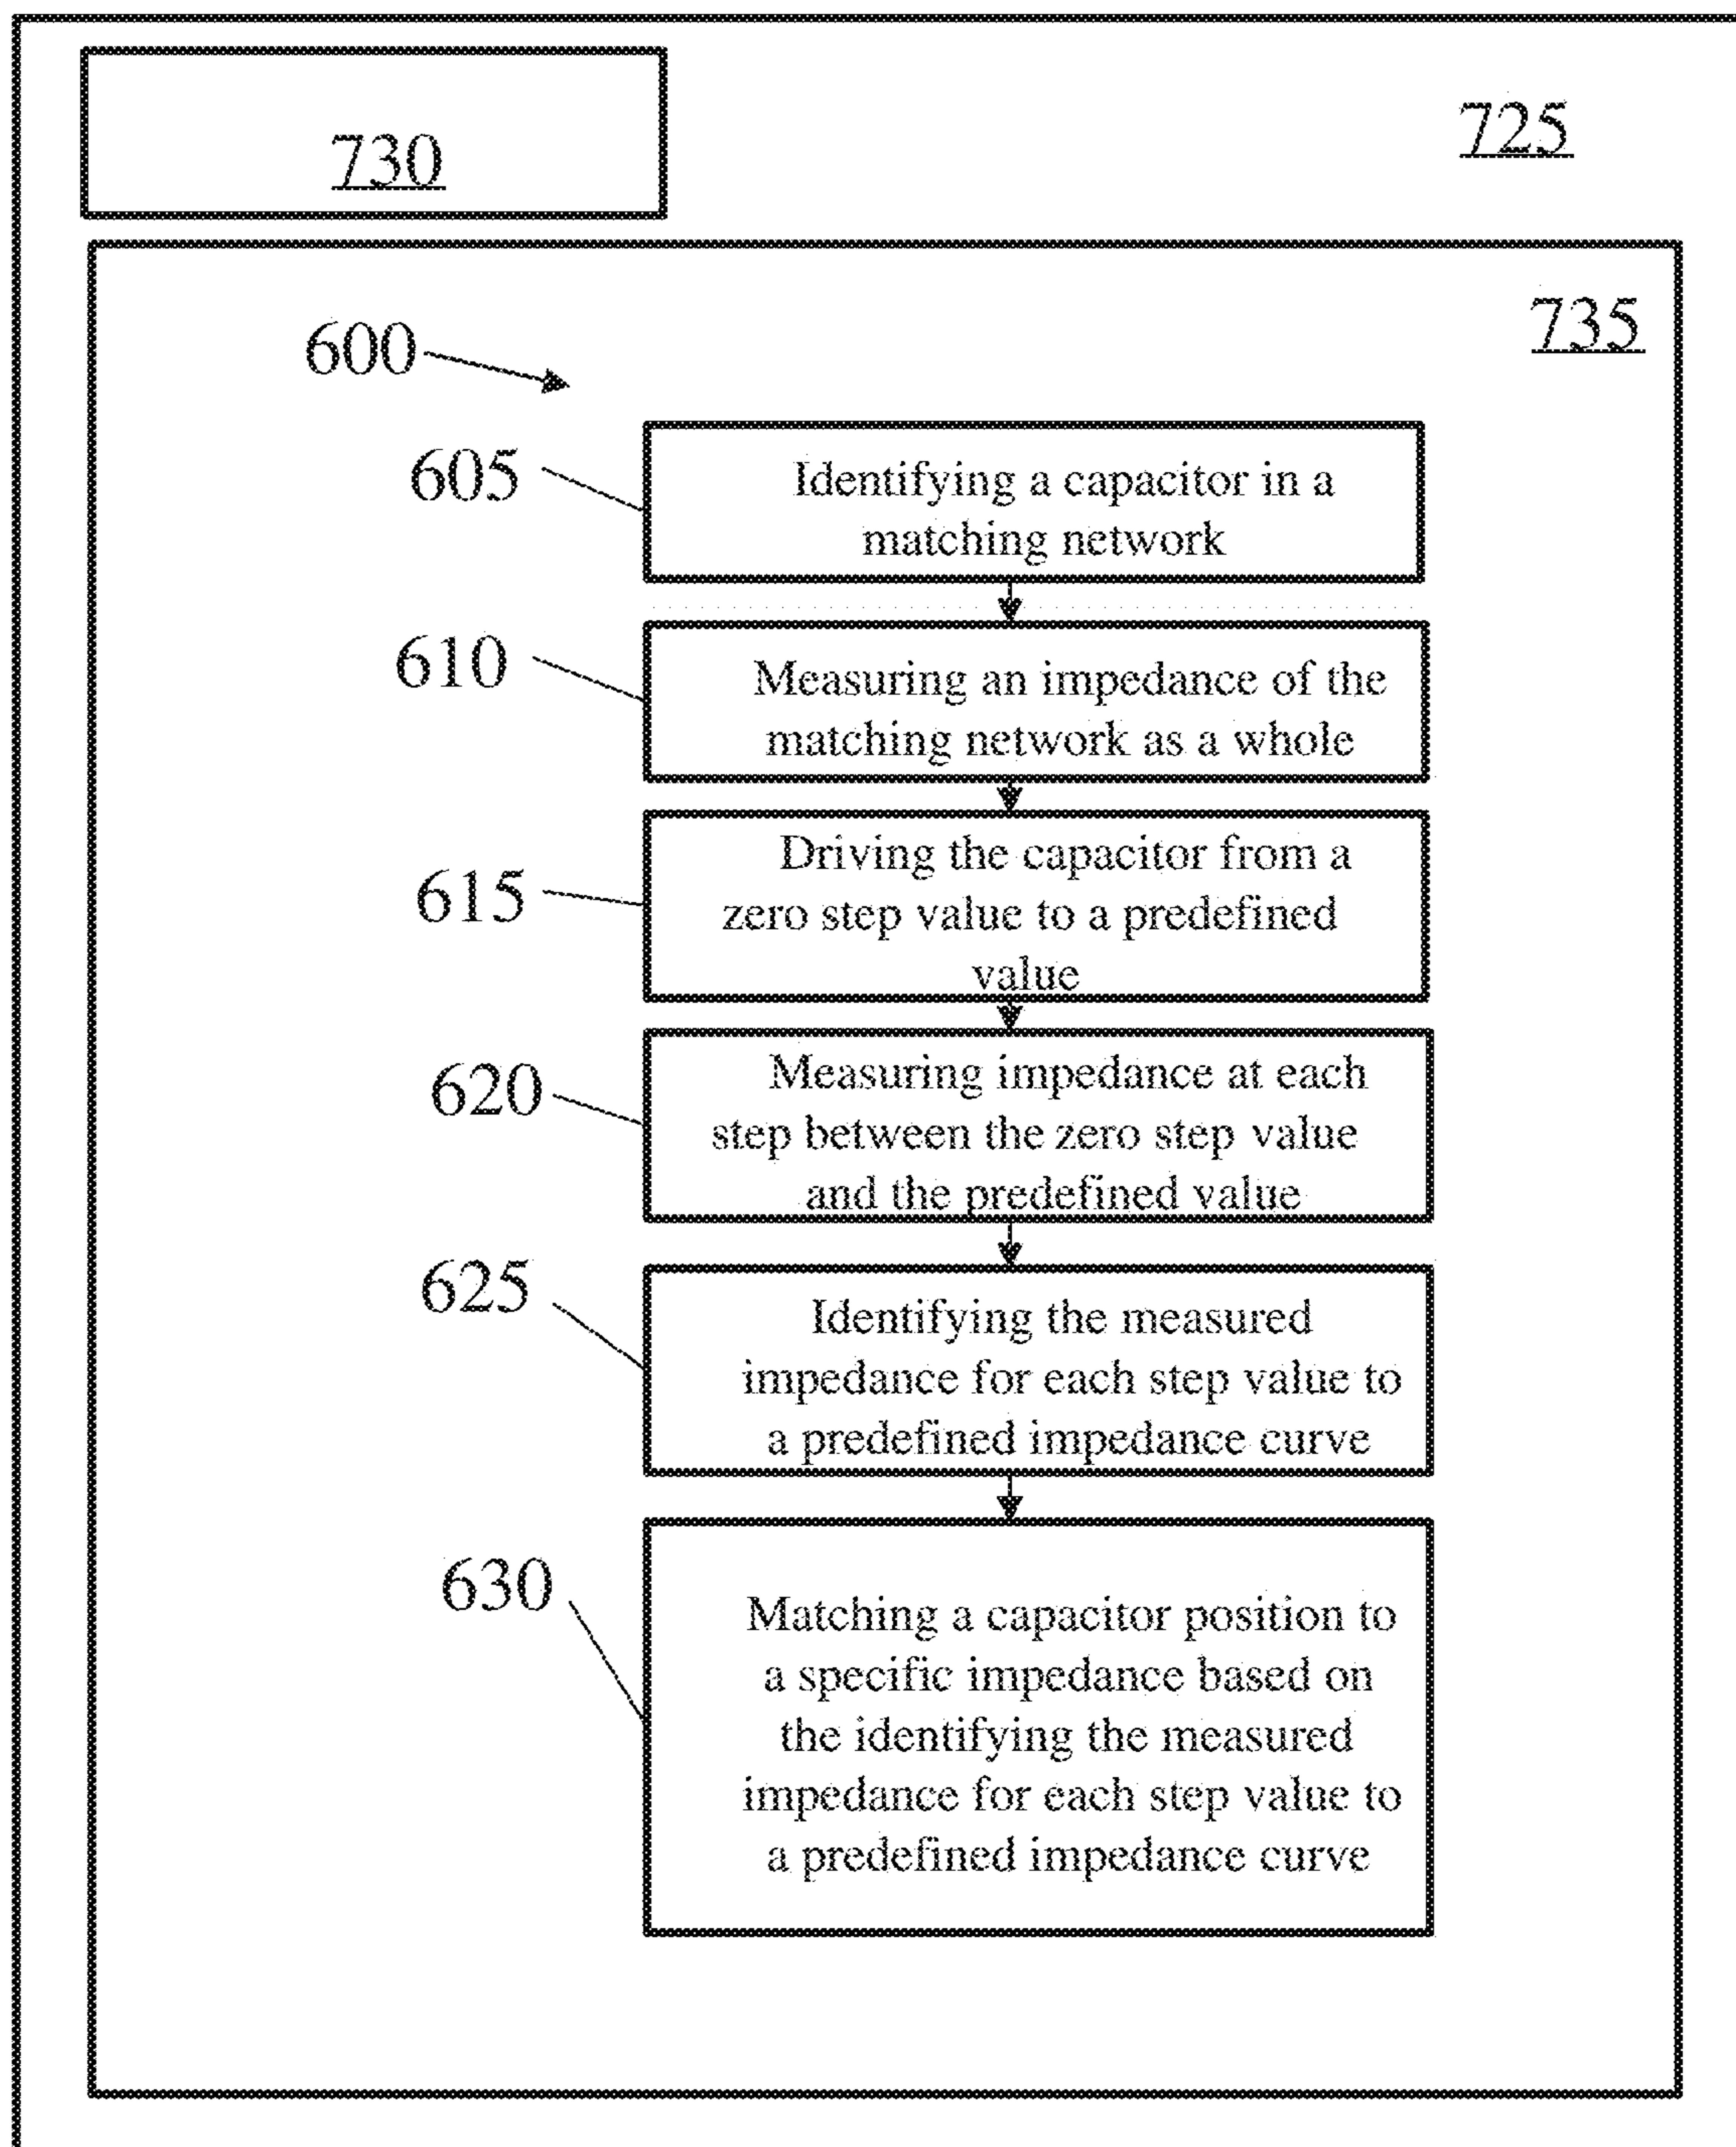 730
725
735
600
605
Identifying a capacitor in a
matching network
610
Measuring an impedance of the
matching network as a whole
615
Driving the capacitor from a
zero step value to a predefined
value
620
Measuring impedance at each
step between the zero step value
and the predefined value
625
Identifying the measured
impedance for each step value to
a predefined impedance curve
630
Matching a capacitor position to
a specific impedance based on
the identifying the measured
impedance for each step value to
a predefined impedance curve